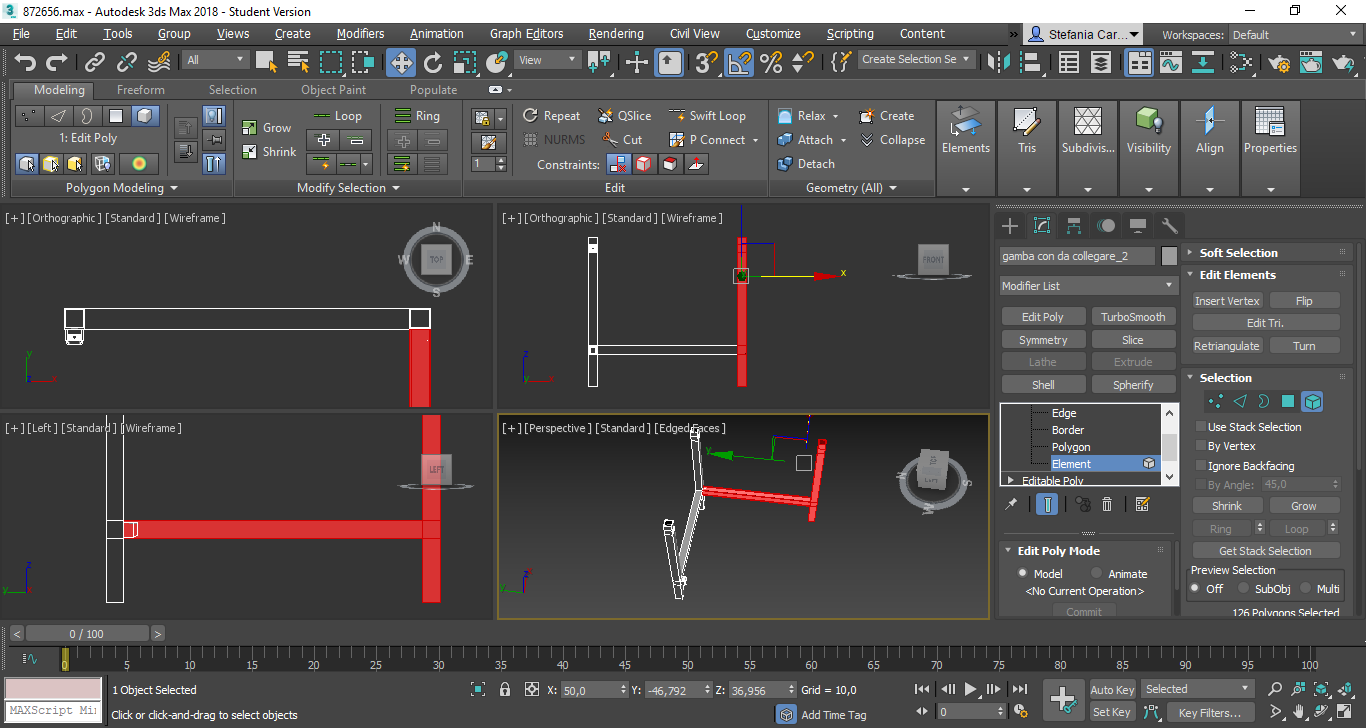 872656.max - Autodesk 3ds Max 2018 - Student Version
File Edit Tools Group Views Create Modifiers Animation Graph Editors Rendering Civil View Customize Scripting Content » Stefania Car... Workspaces: Default
All View Create Selection Se
Modeling Freeform Selection Object Paint Populate
1: Edit Poly
Polygon Modeling
Grow
Shrink
Loop
Ring
Modify Selection
1
Repeat QSlice Swift Loop
NURMS Cut P Connect
Constraints:
Edit
Relax Create
Attach Collapse
Detach
Geometry (All)
Elements Tris Subdivis... Visibility Align Properties
[+] [Orthographic] [Standard] [Wireframe]
N
W TOP E
S
y
z x
[+] [Orthographic] [Standard] [Wireframe]
x
FRONT
z
y x
[+] [Left] [Standard] [Wireframe]
LEFT
z
y
[+] [Perspective] [Standard] [Edged Faces]
y
z
TOP
LEFT
N
S
W
gamba con da collegare_2
Modifier List
Edit Poly TurboSmooth
Symmetry Slice
Lathe Extrude
Shell Spherify
Edge
Border
Polygon
Element
Editable Poly
Edit Poly Mode
Model Animate
<No Current Operation>
Commit
Soft Selection
Edit Elements
Insert Vertex Flip
Edit Tri.
Retriangulate Turn
Selection
Use Stack Selection
By Vertex
Ignore Backfacing
By Angle: 45,0
Shrink Grow
Ring Loop
Get Stack Selection
Preview Selection
Off SubObj Multi
126 Polygons Selected
< 0 / 100 >
0 5 10 15 20 25 30 35 40 45 50 55 60 65 70 75 80 85 90 95 100
1 Object Selected X: 50,0 Y: -46,792 Z: 36,956 Grid = 10,0 Auto Key Selected
MAXScript Mi Click or click-and-drag to select objects Add Time Tag 0 Set Key Key Filters...